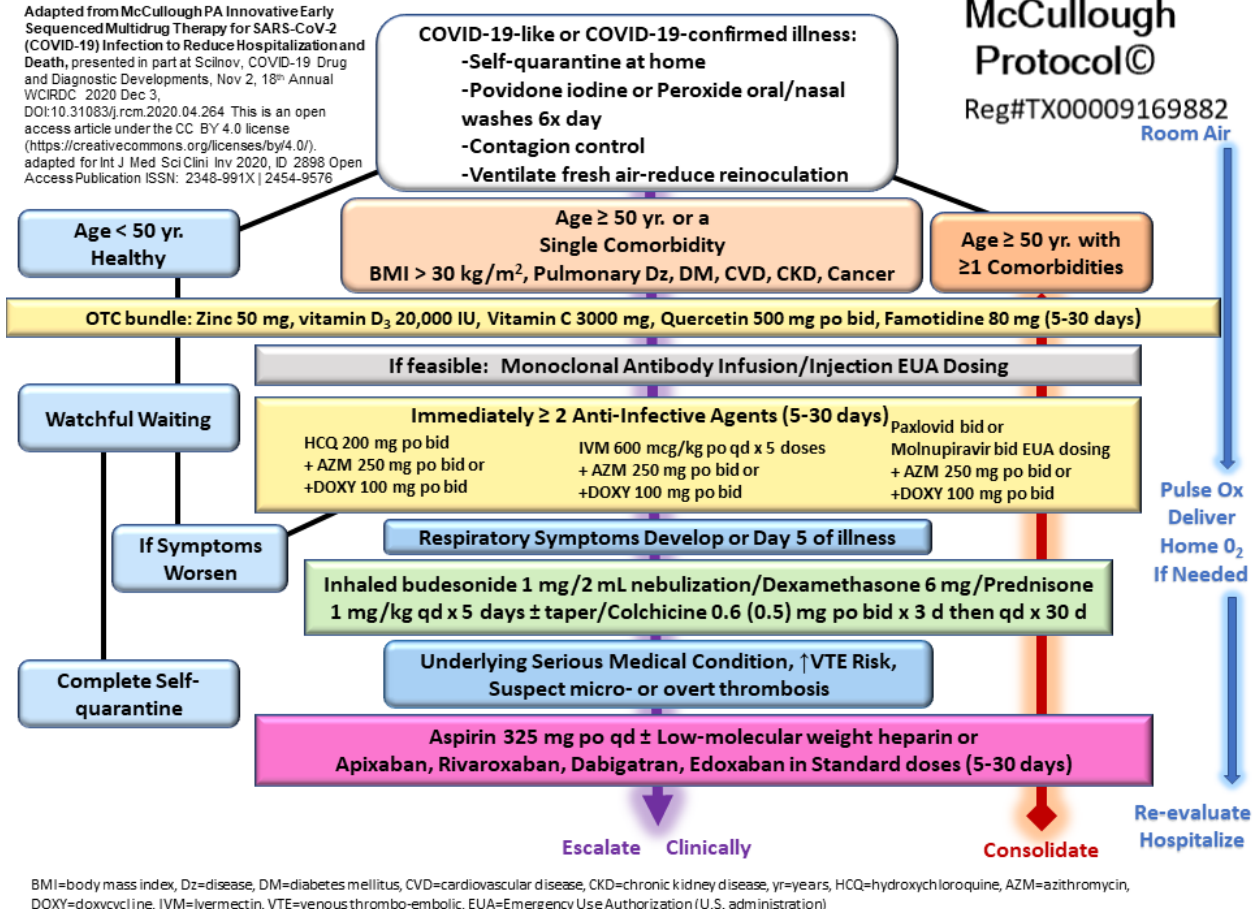 Adapted from McCullough PA Innovative Early
Sequenced Multidrug Therapy for SARS-CoV-2
(COVID-19) Infection to Reduce Hospitalization and
Death, presented in part at Scilnov, COVID-19 Drug
and Diagnostic Developments, Nov 2, 18th Annual
WCIRDC 2020 Dec 3,
DOI:10.31083/j.rcm.2020.04.264 This is an open
access article under the CC BY 4.0 license
(https://creativecommons.org/licenses/by/4.0/).
adapted for Int J Med Sci Clini Inv 2020, ID 2898 Open
Access Publication ISSN: 2348-991X | 2454-9576
McCullough
Protocol©
Reg#TX00009169882
COVID-19-like or COVID-19-confirmed illness:
-Self-quarantine at home
-Povidone iodine or Peroxide oral/nasal
washes 6x day
-Contagion control
-Ventilate fresh air-reduce reinoculation
Room Air
Age < 50 yr.
Healthy
Age ≥ 50 yr. or a
Single Comorbidity
BMI > 30 kg/m², Pulmonary Dz, DM, CVD, CKD, Cancer
Age ≥ 50 yr. with
≥1 Comorbidities
OTC bundle: Zinc 50 mg, vitamin D₃ 20,000 IU, Vitamin C 3000 mg, Quercetin 500 mg po bid, Famotidine 80 mg (5-30 days)
If feasible: Monoclonal Antibody Infusion/Injection EUA Dosing
Watchful Waiting
Immediately ≥ 2 Anti-Infective Agents (5-30 days)
HCQ 200 mg po bid
+ AZM 250 mg po bid or
+DOXY 100 mg po bid
IVM 600 mcg/kg po qd x 5 doses
+ AZM 250 mg po bid or
+DOXY 100 mg po bid
Paxlovid bid or
Molnupiravir bid EUA dosing
+ AZM 250 mg po bid or
+DOXY 100 mg po bid
Pulse Ox
Deliver
Home 0₂
If Needed
If Symptoms
Worsen
Respiratory Symptoms Develop or Day 5 of illness
Inhaled budesonide 1 mg/2 mL nebulization/Dexamethasone 6 mg/Prednisone
1 mg/kg qd x 5 days ± taper/Colchicine 0.6 (0.5) mg po bid x 3 d then qd x 30 d
Complete Self-
quarantine
Underlying Serious Medical Condition, ↑VTE Risk,
Suspect micro- or overt thrombosis
Aspirin 325 mg po qd ± Low-molecular weight heparin or
Apixaban, Rivaroxaban, Dabigatran, Edoxaban in Standard doses (5-30 days)
Escalate Clinically
Consolidate
Re-evaluate
Hospitalize
BMI=body mass index, Dz=disease, DM=diabetes mellitus, CVD=cardiovascular disease, CKD=chronic kidney disease, yr=years, HCQ=hydroxychloroquine, AZM=azithromycin,
DOXY=doxycycline, IVM=Ivermectin, VTE=venous thrombo-embolic, EUA=Emergency Use Authorization (U.S. administration)